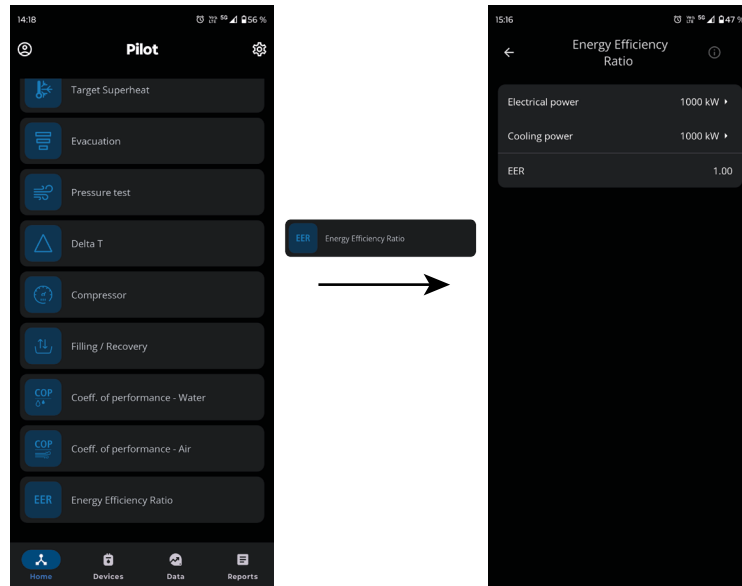 14:18
5G 56 %
Pilot
Target Superheat
Evacuation
Pressure test
Delta T
Compressor
Filling / Recovery
COP
Coeff. of performance - Water
COP
Coeff. of performance - Air
EER
Energy Efficiency Ratio
Home Devices Data Reports
EER Energy Efficiency Ratio
15:16
5G 47 %
Energy Efficiency
Ratio
Electrical power 1000 kW
Cooling power 1000 kW
EER 1.00